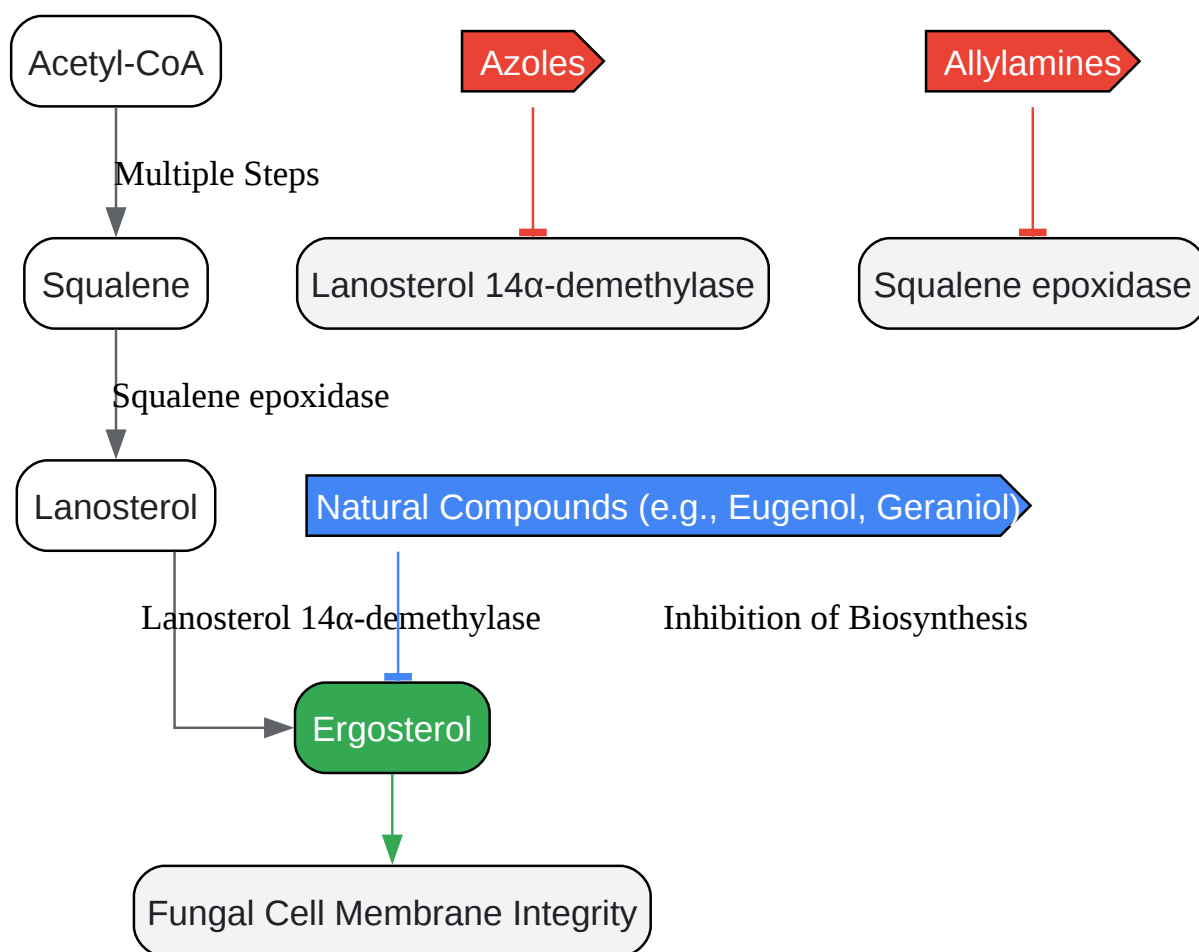 Acetyl-CoA
Azoles
Allylamines
Multiple Steps
Squalene
Lanosterol 14α-demethylase
Squalene epoxidase
Squalene epoxidase
Lanosterol
Natural Compounds (e.g., Eugenol, Geraniol)
Lanosterol 14α-demethylase
Inhibition of Biosynthesis
Ergosterol
Fungal Cell Membrane Integrity